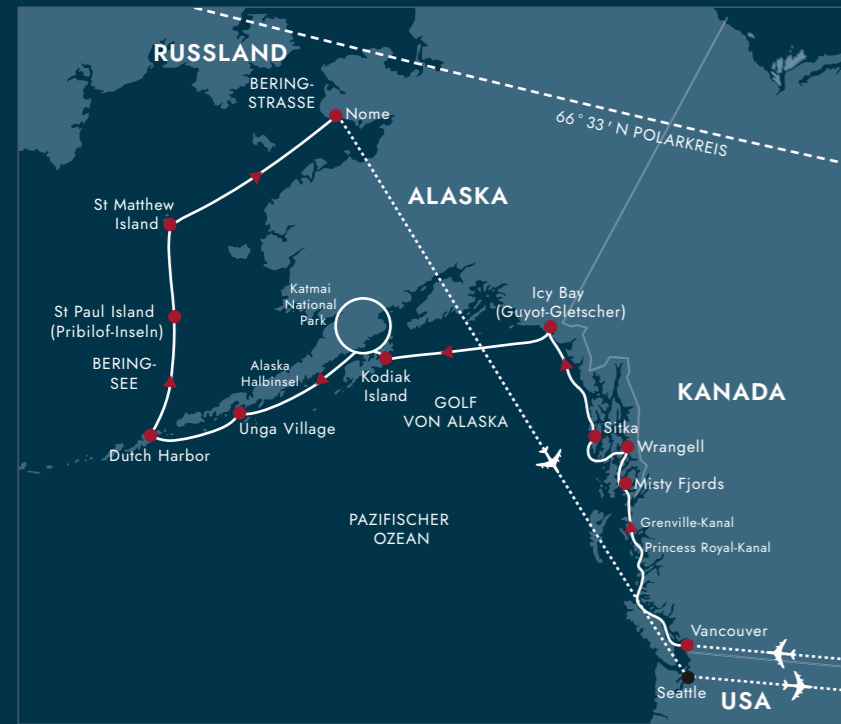 RUSSLAND
BERING-
STRASSE
Nome
66° 33' N POLARKREIS
ALASKA
St Matthew
Island
Katmai
National
Park
Icy Bay
(Guyot-Gletscher)
St Paul Island
(Pribilof-Inseln)
BERING-
SEE
Alaska
Halbinsel
Kodiak
Island
KANADA
GOLF
VON ALASKA
Unga Village
Sitka
Wrangell
Dutch Harbor
Misty Fjords
PAZIFISCHER
OZEAN
Grenville-Kanal
Princess Royal-Kanal
Vancouver
Seattle
USA